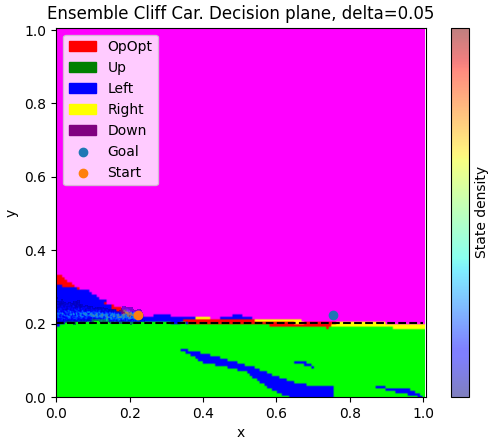 Ensemble Cliff Car. Decision plane, delta=0.05
1.0
0.8
0.6
0.4
0.2
0.0
y
OpOpt
Up
Left
Right
Down
Goal
Start
0.0 0.2 0.4 0.6 0.8 1.0
x
State density